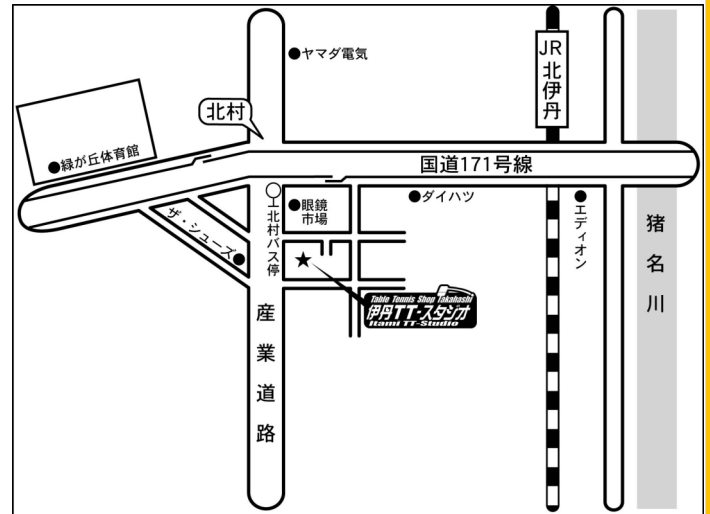 ●ヤマダ電気
JR北伊丹
北村
●緑が丘体育館
国道171号線
●眼鏡
市場
●ダイハツ
●エディオン
北村バス停
ザ・シューズ●
猪名川
★
Table Tennis Shop Takahashi
伊丹TT-スタジオ
Itami TT-Studio
産業道路